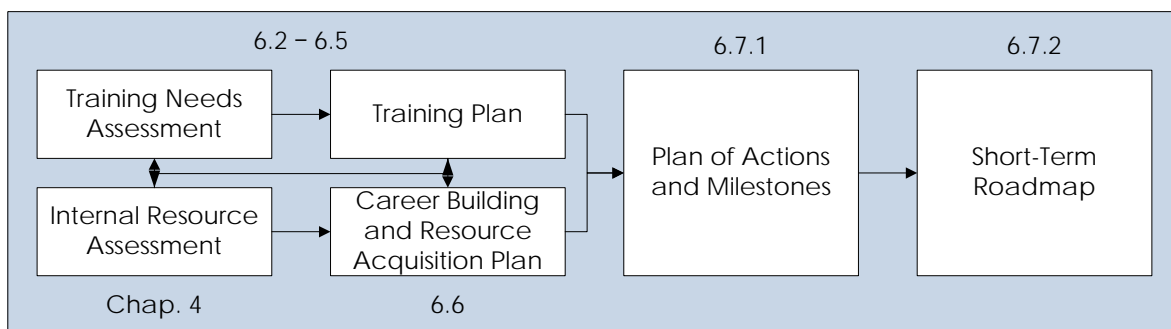 6.2 – 6.5
6.7.1
6.7.2
Training Needs
Assessment
Training Plan
Plan of Actions
and Milestones
Short-Term
Roadmap
Internal Resource
Assessment
Career Building
and Resource
Acquisition Plan
Chap. 4
6.6